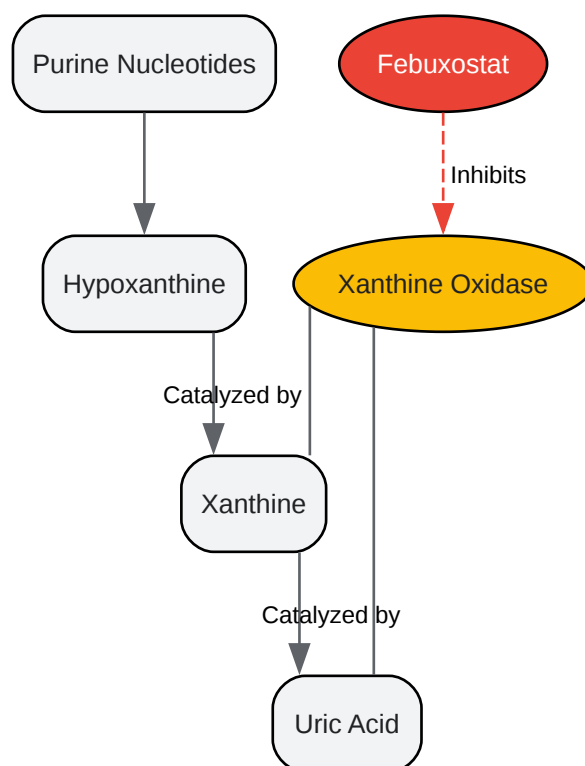 Purine Nucleotides
Febuxostat
Inhibits
Hypoxanthine
Xanthine Oxidase
Catalyzed by
Xanthine
Catalyzed by
Uric Acid